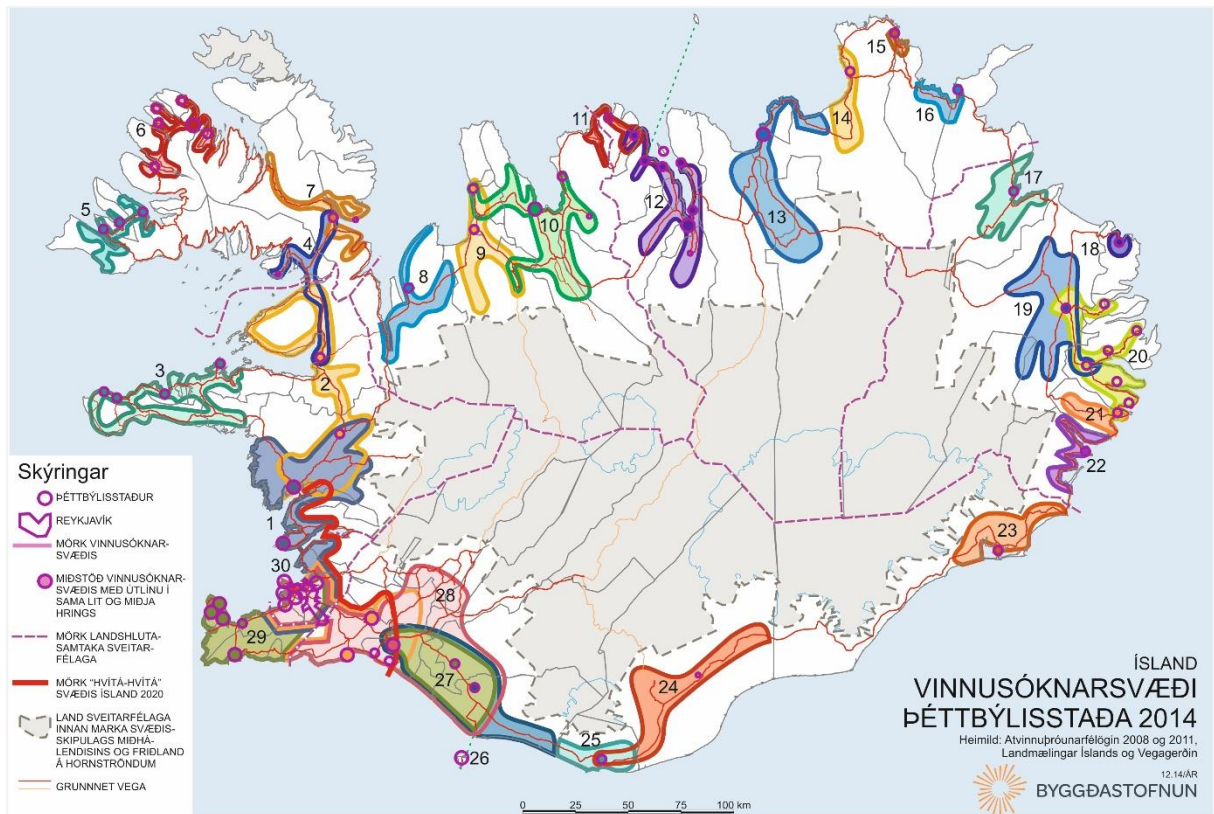 15
14
16
6
11
17
7
12
5
13
18
10
4
9
8
19
20
2
3
21
22
1
23
30
28
29
27
24
25
26
Skýringar
ÞÉTTBÝLISSTAÐUR
REYKJAVÍK
MÖRK VINNUSÓKNAR-
SVÆÐIS
MIÐSTÖÐ VINNUSÓKNAR-
SVÆÐIS MEÐ ÚTLÍNU Í
SAMA LIT OG MIÐJA
HRINGS
MÖRK LANDSHLUTA-
SAMTAKA SVEITAR-
FÉLAGA
MÖRK "HVÍTÁ-HVÍTÁ"
SVÆÐIS ÍSLAND 2020
LAND SVEITARFÉLAGA
INNAN MARKA SVÆÐIS-
SKIPULAGS MIÐHÁ-
LENDISINS OG FRIÐLAND
Á HORNSTRÖNDUM
GRUNNNET VEGA
0 25 50 75 100 km
ÍSLAND
VINNUSÓKNARSVÆÐI
ÞÉTTBÝLISSTAÐA 2014
Heimild: Atvinnuþróunarfélögin 2008 og 2011,
Landmælingar Íslands og Vegagerðin
12.14/ÁR
BYGGÐASTOFNUN